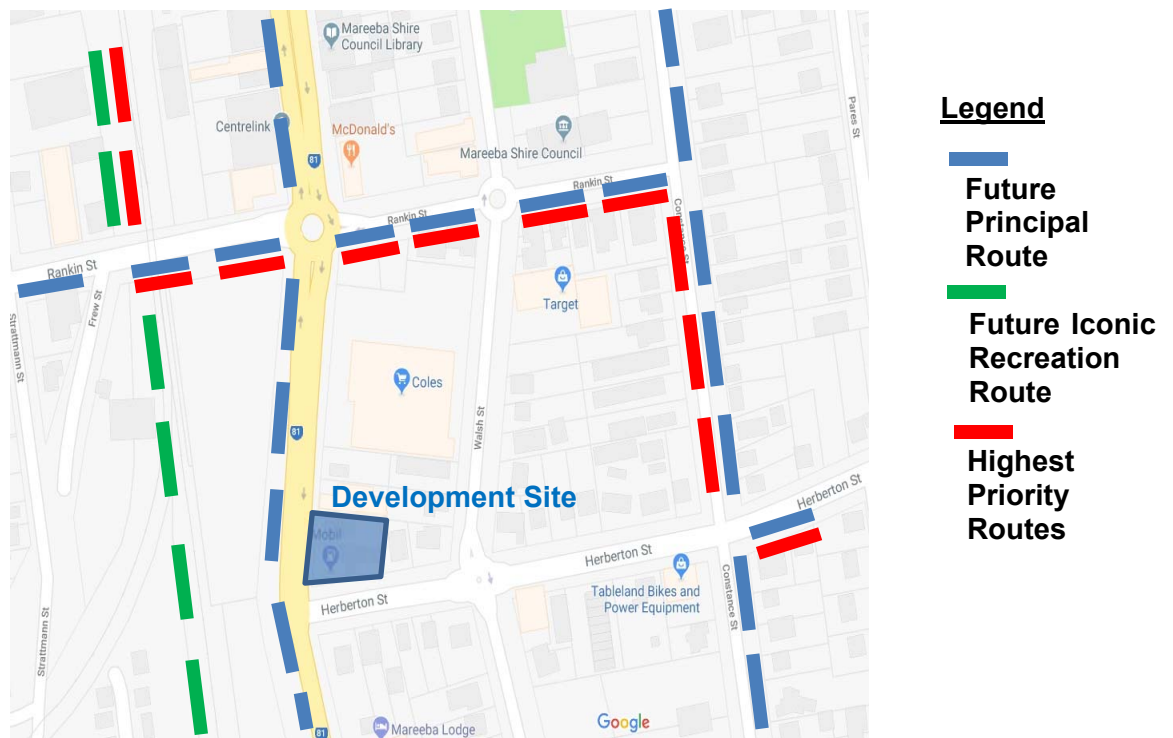 Mareeba Shire
Council Library
Centrelink
McDonald's
81
Mareeba Shire Council
Pares St
Rankin St
Rankin St
Rankin St
Constance St
Frew St
Strattmann St
Target
Coles
81
Walsh St
Development Site
Mobil
Herberton St
Herberton St
Herberton St
Tableland Bikes and
Power Equipment
Constance St
Strattmann St
Mareeba Lodge
81
Google
Legend
Future
Principal
Route
Future Iconic
Recreation
Route
Highest
Priority
Routes